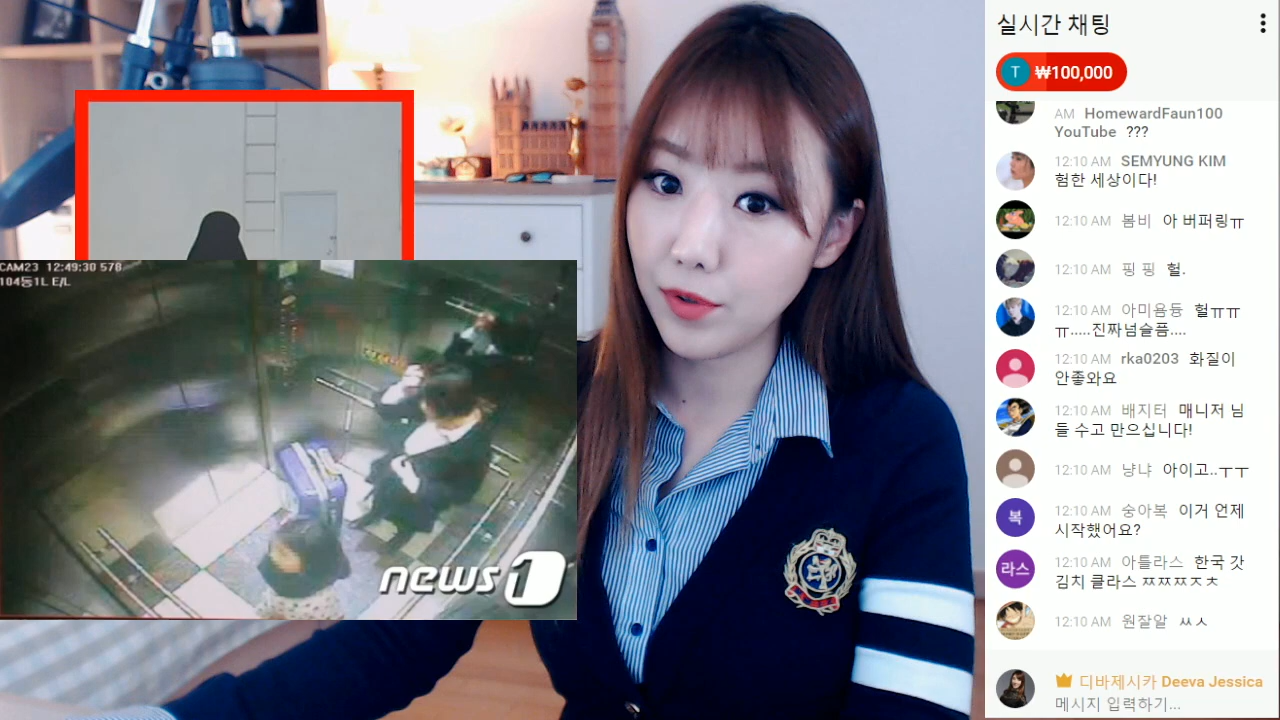 실시간 채팅
T ₩100,000
AM HomewardFaun100
YouTube ???
12:10 AM SEMYUNG KIM
험한 세상이다!
12:10 AM 봄비 아 버퍼링ㅠ
12:10 AM 핑 핑 헐.
12:10 AM 아미욤듕 헐ㅠㅠ
ㅠ.....진짜넘슬픔....
12:10 AM rka0203 화질이
안좋와요
12:10 AM 배지터 매니저 님
들 수고 만으십니다!
12:10 AM 냥냐 아이고..ㅜㅜ
복 12:10 AM 숭아복 이거 언제
시작했어요?
라스 12:10 AM 아틀라스 한국 갓
김치 클라스 ㅉㅉㅉㅈㅊ
12:10 AM 원잘알 ㅆㅅ
디바제시카 Deeva Jessica
메시지 입력하기...
CAM23 12:49:30 578
104동1L E/L
news1